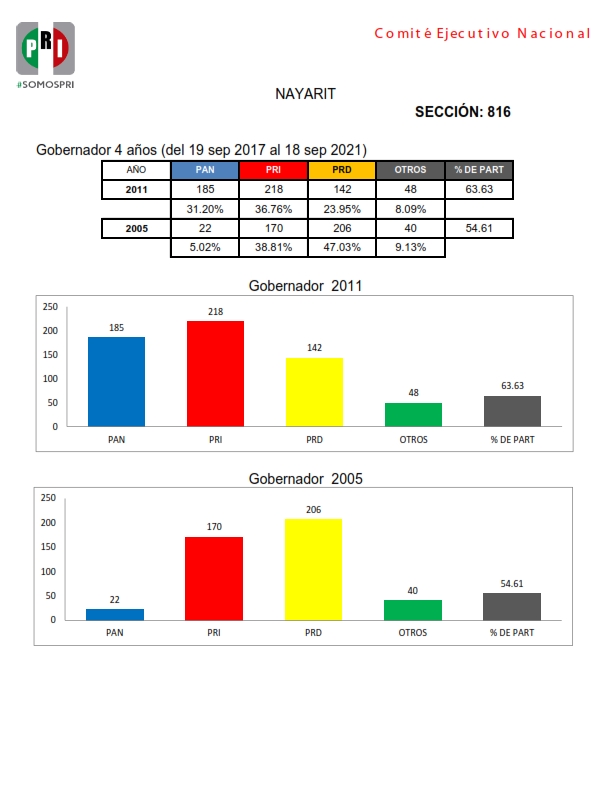 PRI
#SOMOSPRI
Comité Ejecutivo Nacional
NAYARIT
SECCIÓN: 816
Gobernador 4 años (del 19 sep 2017 al 18 sep 2021)
AÑO PAN PRI PRD OTROS % DE PART
2011 185 218 142 48 63.63
31.20% 36.76% 23.95% 8.09%
2005 22 170 206 40 54.61
5.02% 38.81% 47.03% 9.13%
Gobernador 2011
250
200
150
100
50
0
185
218
142
48
63.63
PAN PRI PRD OTROS % DE PART
Gobernador 2005
250
200
150
100
50
0
22
170
206
40
54.61
PAN PRI PRD OTROS % DE PART